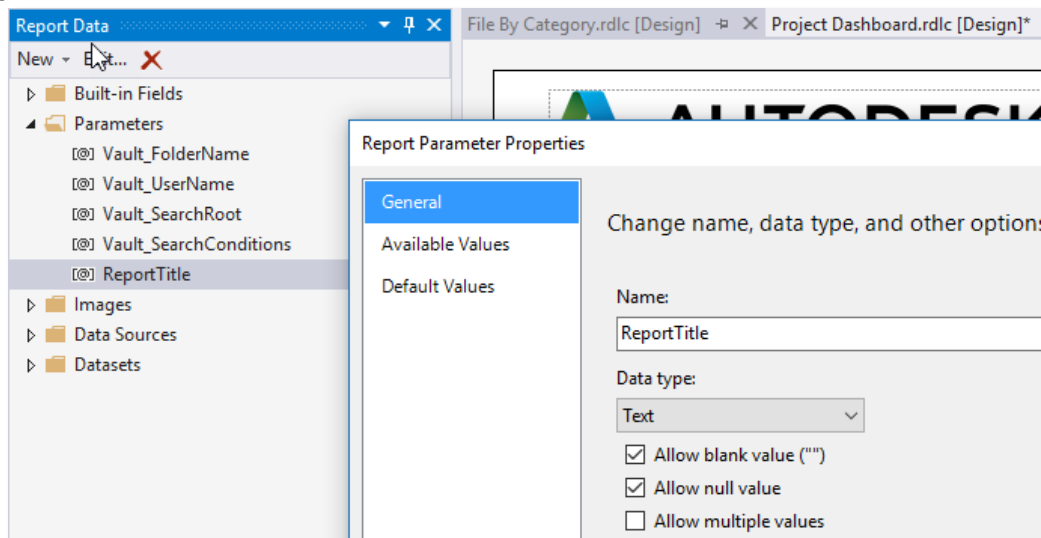 Report Data
New Edit...
Built-in Fields
Parameters
[@] Vault_FolderName
[@] Vault_UserName
[@] Vault_SearchRoot
[@] Vault_SearchConditions
[@] ReportTitle
Images
Data Sources
Datasets
File By Category.rdlc [Design] Project Dashboard.rdlc [Design]*
AUTODESK
Report Parameter Properties
General
Available Values
Default Values
Change name, data type, and other options
Name:
ReportTitle
Data type:
Text
Allow blank value ("")
Allow null value
Allow multiple values